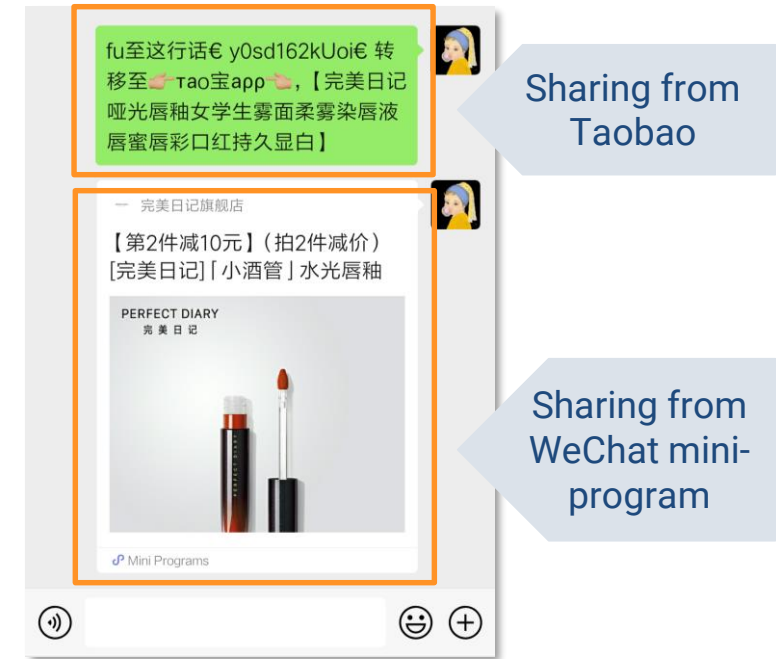 fu至这行话€ y0sd162kUoi€ 转
移至👉🏼тao宝apρ👈🏼,【完美日记
哑光唇釉女学生雾面柔雾染唇液
唇蜜唇彩口红持久显白】
Sharing from
Taobao
完美日记旗舰店
【第2件减10元】(拍2件减价)
[完美日记]「小酒管」水光唇釉
PERFECT DIARY
完美日记
PERFECT DIARY
Mini Programs
Sharing from
WeChat mini-
program